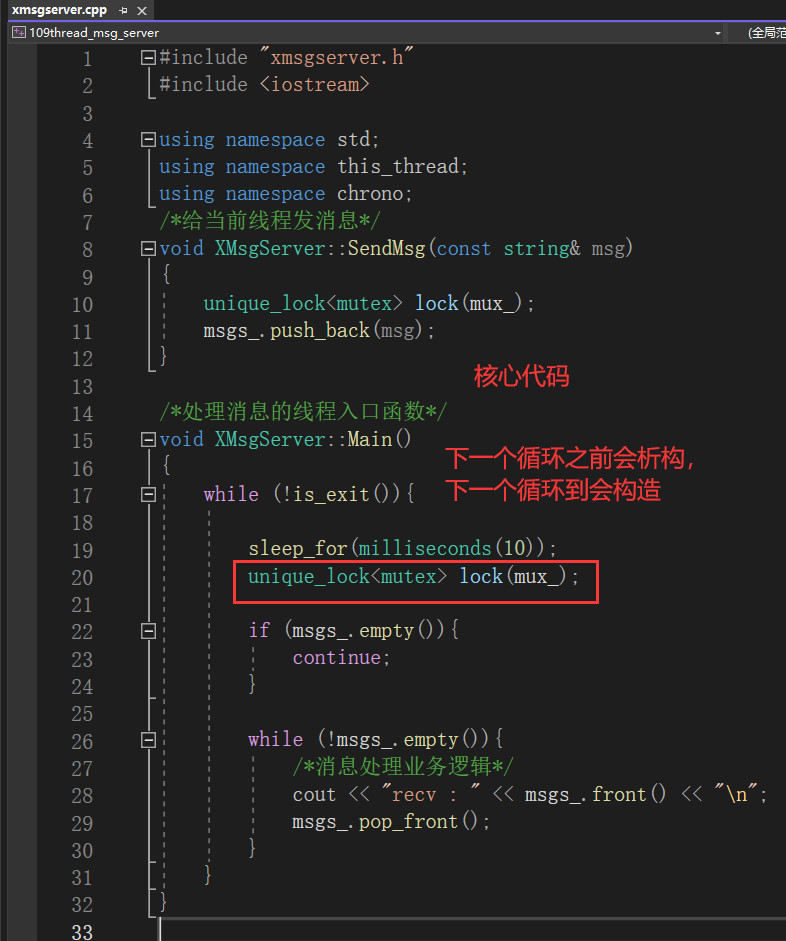 xmsgserver.cpp
109thread_msg_server
(全局范
1 #include "xmsgserver.h"
2 #include <iostream>
3
4 using namespace std;
5 using namespace this_thread;
6 using namespace chrono;
7 /*给当前线程发消息*/
8 void XMsgServer::SendMsg(const string& msg)
9 {
10 unique_lock<mutex> lock(mux_);
11 msgs_.push_back(msg);
12 }
13
核心代码
14 /*处理消息的线程入口函数*/
15 void XMsgServer::Main()
16 {
下一个循环之前会析构，
17 while (!is_exit()){
下一个循环到会构造
18
19 sleep_for(milliseconds(10));
20 unique_lock<mutex> lock(mux_);
21
22 if (msgs_.empty()){
23 continue;
24 }
25
26 while (!msgs_.empty()){
27 /*消息处理业务逻辑*/
28 cout << "recv : " << msgs_.front() << "\n";
29 msgs_.pop_front();
30 }
31 }
32 }
33